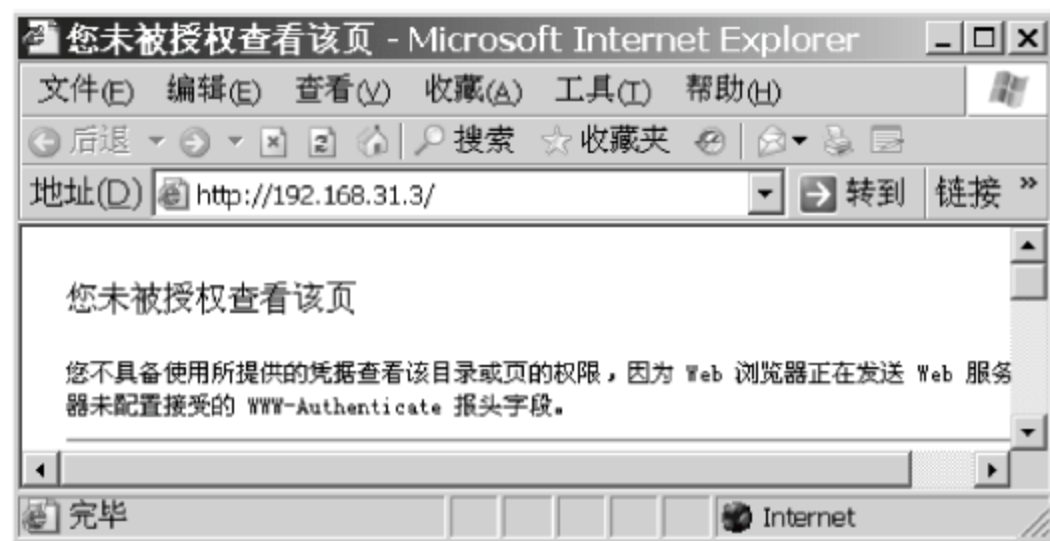 您未被授权查看该页 - Microsoft Internet Explorer
文件(F) 编辑(E) 查看(V) 收藏(A) 工具(T) 帮助(H)
后退 搜索 收藏夹
地址(D) http://192.168.31.3/ 转到 链接 »
您未被授权查看该页
您不具备使用所提供的凭据查看该目录或页的权限，因为 Web 浏览器正在发送 Web 服务
器未配置接受的 WWW-Authenticate 报头字段。
完毕 Internet